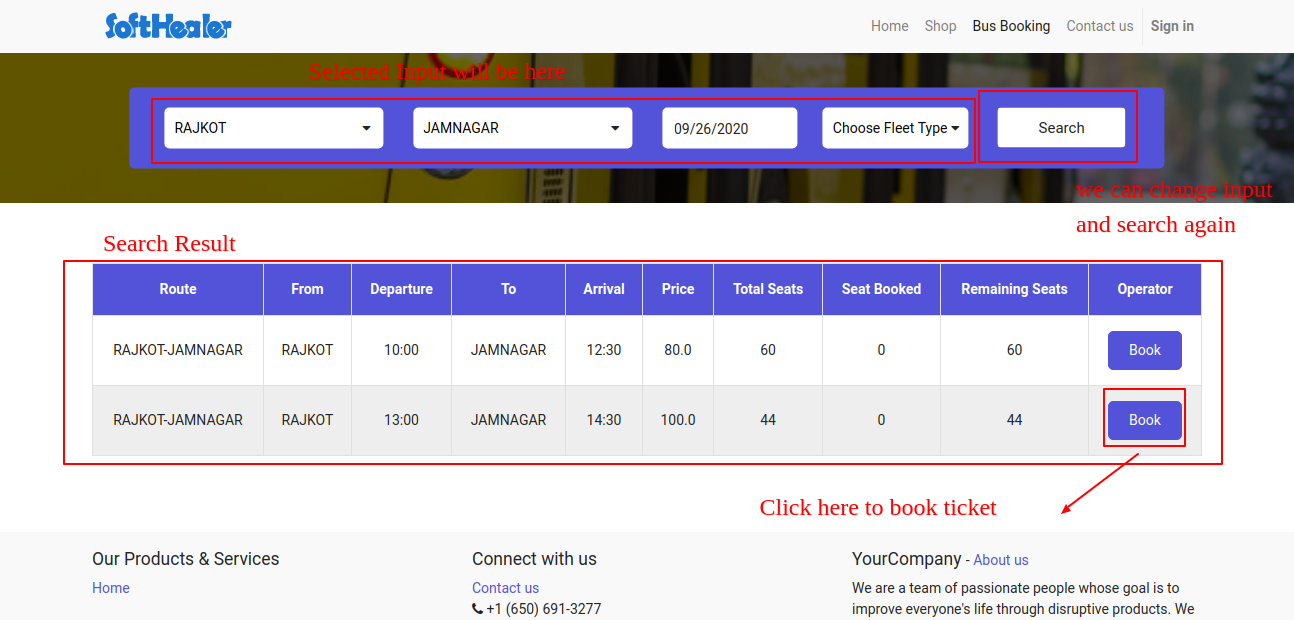 SoftHealer
Home Shop Bus Booking Contact us Sign in
Selected Input will be here
RAJKOT JAMNAGAR 09/26/2020 Choose Fleet Type Search
we can change input
and search again
Search Result
Route From Departure To Arrival Price Total Seats Seat Booked Remaining Seats Operator
RAJKOT-JAMNAGAR RAJKOT 10:00 JAMNAGAR 12:30 80.0 60 0 60 Book
RAJKOT-JAMNAGAR RAJKOT 13:00 JAMNAGAR 14:30 100.0 44 0 44 Book
Click here to book ticket
Our Products & Services
Home
Connect with us
Contact us
+1 (650) 691-3277
YourCompany - About us
We are a team of passionate people whose goal is to
improve everyone's life through disruptive products. We